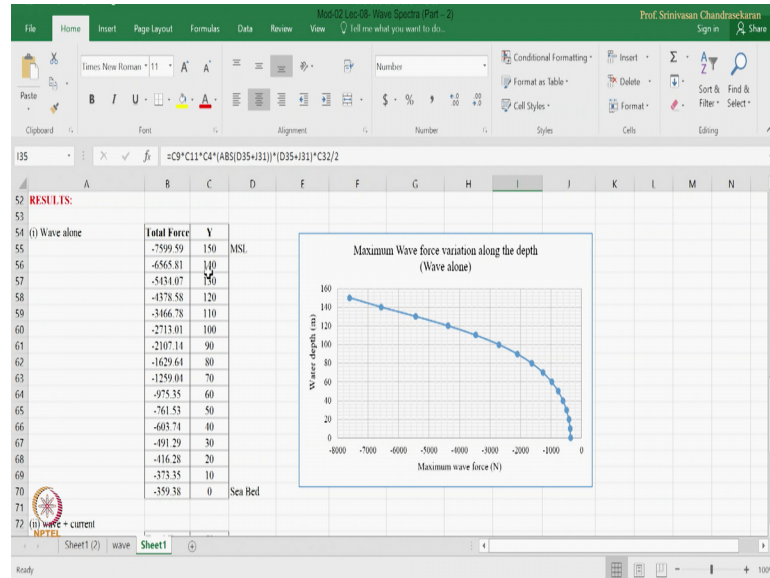 Mod-02 Lec-08- Wave Spectra (Part – 2)
Prof. Srinivasan Chandrasekaran
File Home Insert Page Layout Formulas Data Review View Tell me what you want to do... Sign in Share
Times New Roman 11 A A Number Conditional Formatting Insert Σ
Format as Table Delete
Paste B I U A $ % , Cell Styles Format Sort & Filter Find & Select
Clipboard Font Alignment Number Styles Cells Editing
I35 fx =C9*C11*C4*(ABS(D35+J31))*(D35+J31)*C32/2
A B C D E F G H I J K L M N
52 RESULTS:
53
54 (i) Wave alone Total Force Y
55 -7599.59 150 MSL
56 -6565.81 140
57 -5434.07 130
58 -4378.58 120
59 -3466.78 110
60 -2713.01 100
61 -2107.14 90
62 -1629.64 80
63 -1259.04 70
64 -975.35 60
65 -761.53 50
66 -603.74 40
67 -491.29 30
68 -416.28 20
69 -373.35 10
70 -359.38 0 Sea Bed
71
72 (ii) wave + current
Maximum Wave force variation along the depth
(Wave alone)
Water depth (m)
160
140
120
100
80
60
40
20
0
-8000 -7000 -6000 -5000 -4000 -3000 -2000 -1000 0
Maximum wave force (N)
NPTEL
Sheet1 (2) wave Sheet1
Ready